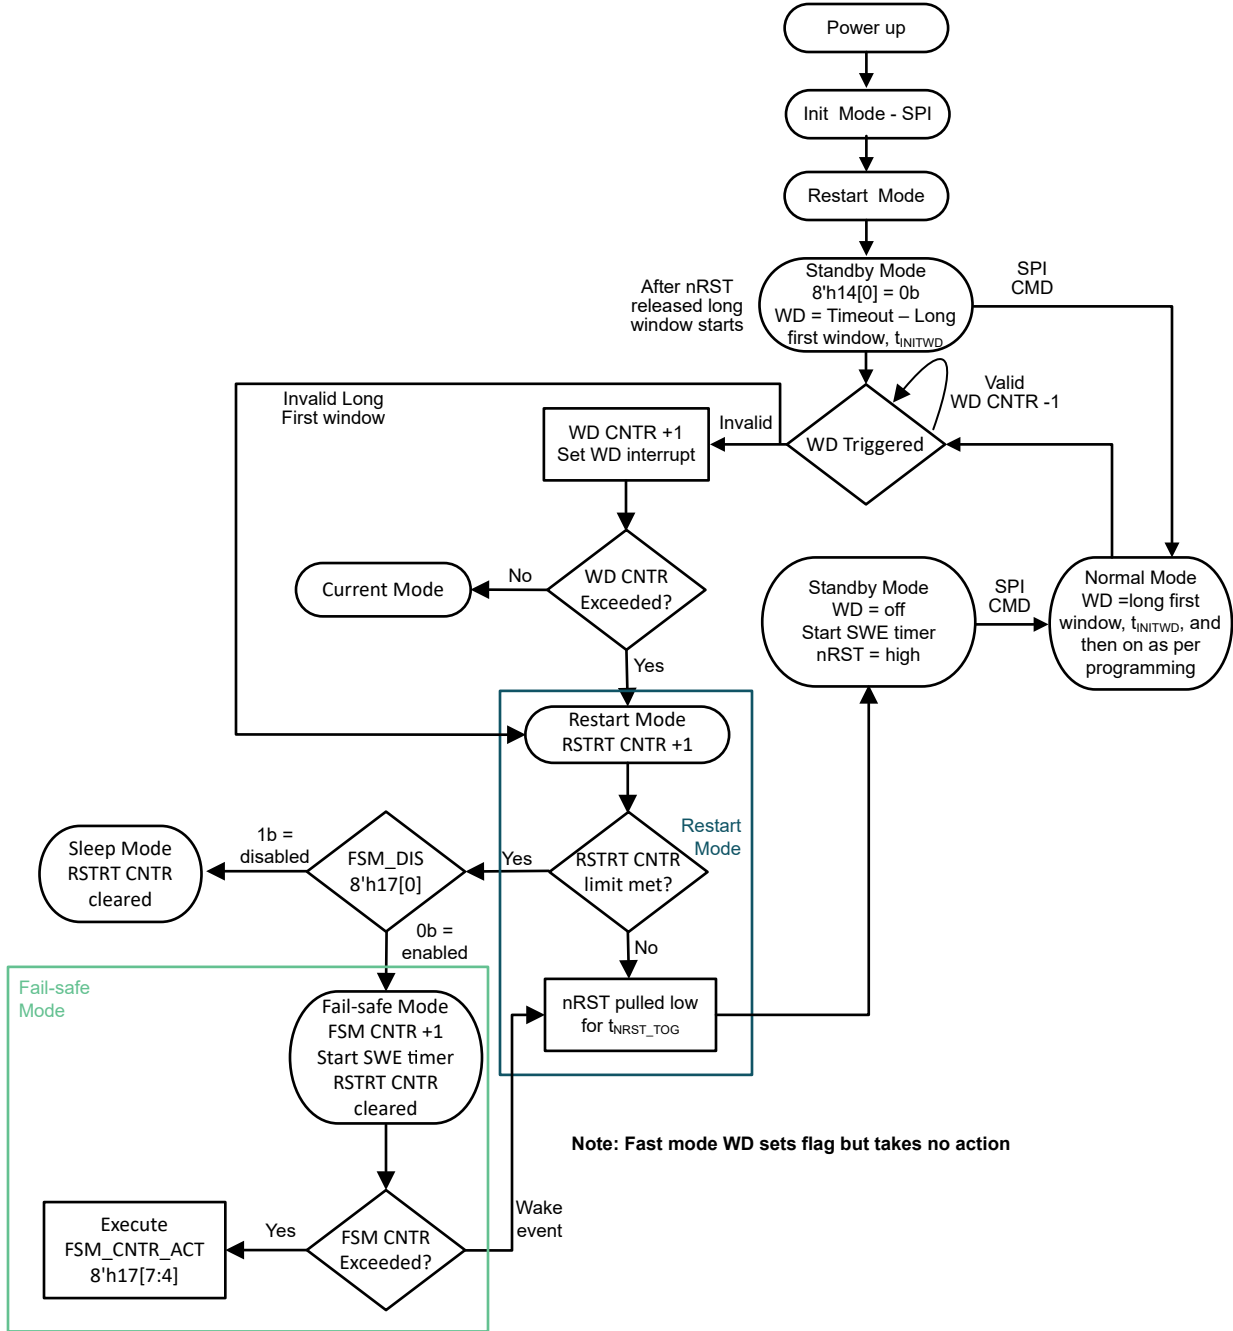 Power up
Init Mode - SPI
Restart Mode
After nRST
released long
window starts
Standby Mode
8'h14[0] = 0b
WD = Timeout – Long
first window, tINITWD
SPI
CMD
Invalid Long
First window
WD CNTR +1
Set WD interrupt
Invalid
WD Triggered
Valid
WD CNTR -1
Current Mode
No
WD CNTR
Exceeded?
Yes
Standby Mode
WD = off
Start SWE timer
nRST = high
SPI
CMD
Normal Mode
WD =long first
window, tINITWD, and
then on as per
programming
Restart Mode
RSTRT CNTR +1
Restart
Mode
Sleep Mode
RSTRT CNTR
cleared
1b =
disabled
FSM_DIS
8'h17[0]
Yes
RSTRT CNTR
limit met?
0b =
enabled
No
Fail-safe
Mode
Fail-safe Mode
FSM CNTR +1
Start SWE timer
RSTRT CNTR
cleared
nRST pulled low
for tNRST_TOG
Note: Fast mode WD sets flag but takes no action
Execute
FSM_CNTR_ACT
8'h17[7:4]
Yes
FSM CNTR
Exceeded?
Wake
event